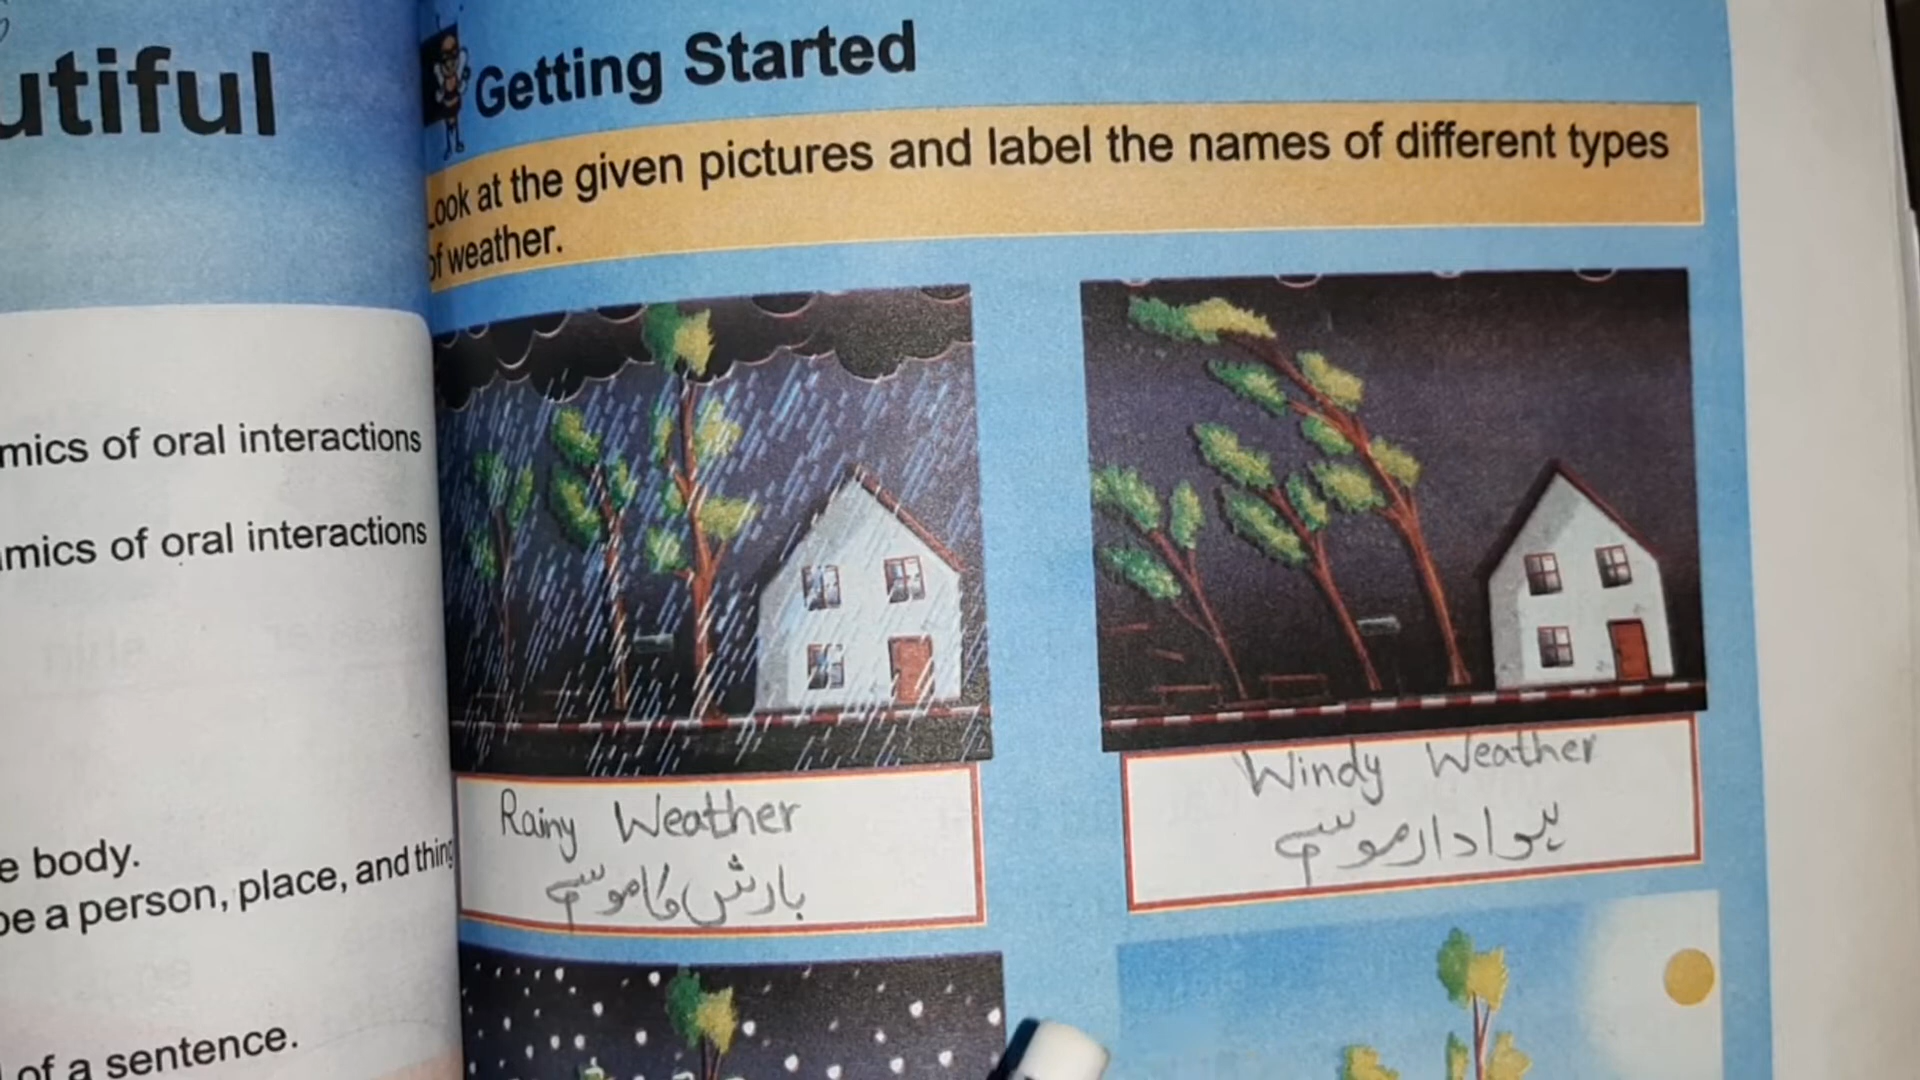 utiful
mics of oral interactions
mics of oral interactions
e body.
be a person, place, and thing
of a sentence.
Getting Started
Look at the given pictures and label the names of different types
of weather.
Rainy Weather
بارش کا موسم
Windy Weather
ہوادار موسم